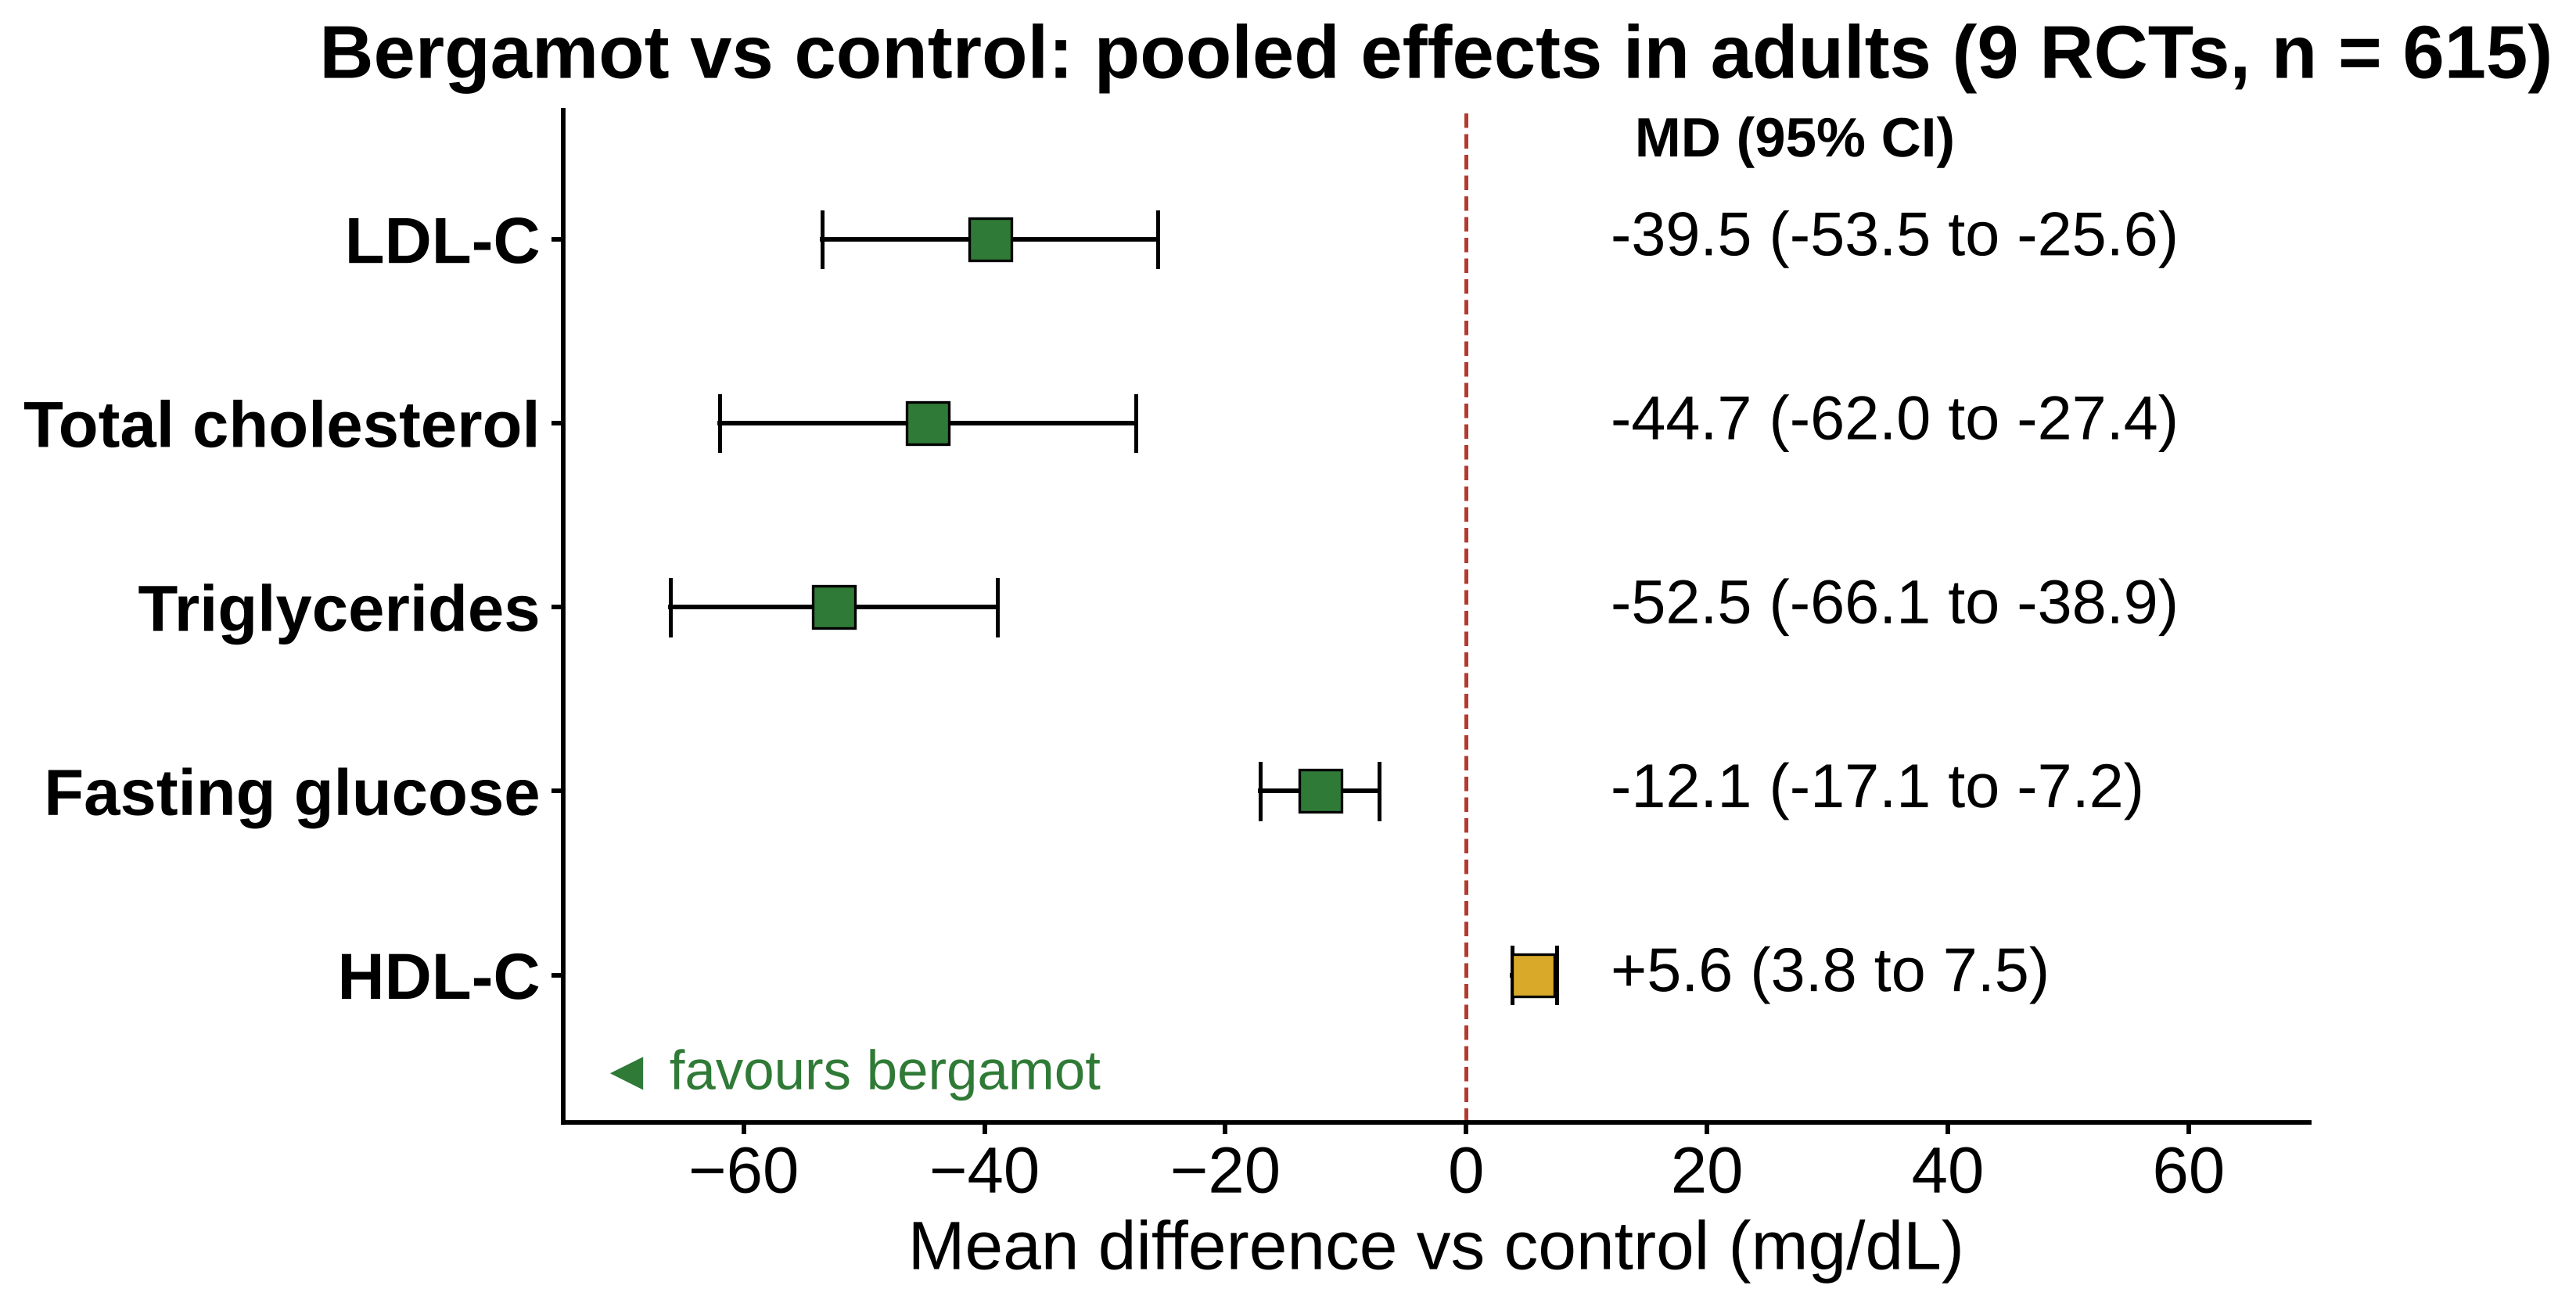 Bergamot vs control: pooled effects in adults (9 RCTs, n = 615)
MD (95% CI)
LDL-C -39.5 (-53.5 to -25.6)
Total cholesterol -44.7 (-62.0 to -27.4)
Triglycerides -52.5 (-66.1 to -38.9)
Fasting glucose -12.1 (-17.1 to -7.2)
HDL-C +5.6 (3.8 to 7.5)
◄ favours bergamot
−60 −40 −20 0 20 40 60
Mean difference vs control (mg/dL)